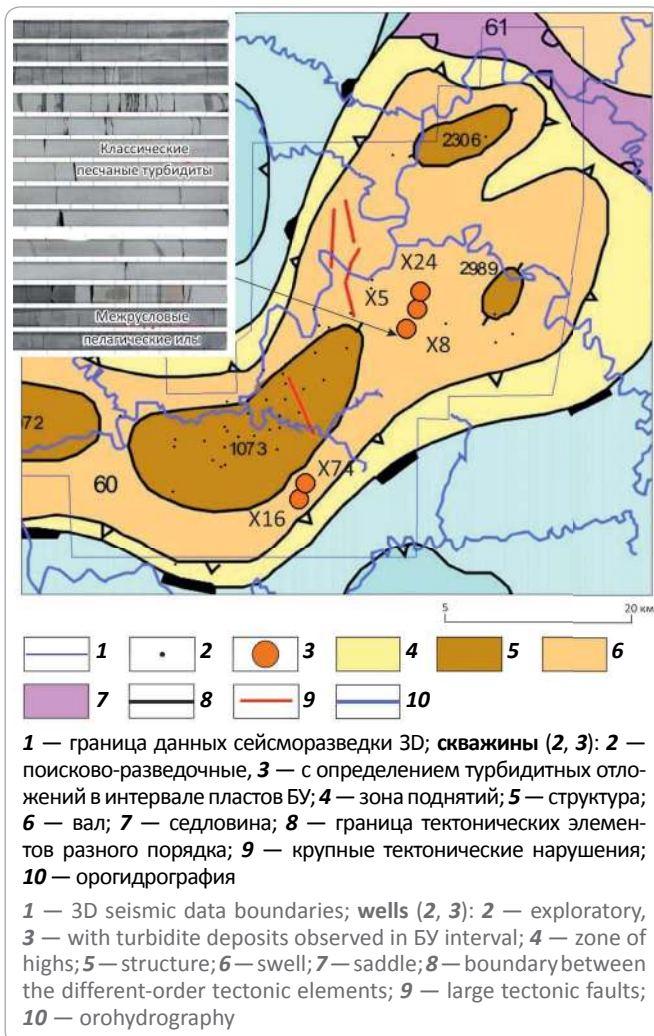 61
Классические
песчаные турбидиты
2306
X24
2989
X5
X8
Межрусловые
пелагические илы
72
1073
60
X74
X16
5
20 км
1
2
3
4
5
6
7
8
9
10
1 — граница данных сейсморазведки 3D; скважины (2, 3): 2 —
поисково-разведочные, 3 — с определением турбидитных отло-
жений в интервале пластов БУ; 4 — зона поднятий; 5 — структура;
6 — вал; 7 — седловина; 8 — граница тектонических элемен-
тов разного порядка; 9 — крупные тектонические нарушения;
10 — орогидрография
1 — 3D seismic data boundaries; wells (2, 3): 2 — exploratory,
3 — with turbidite deposits observed in БУ interval; 4 — zone of
highs; 5 — structure; 6 — swell; 7 — saddle; 8 — boundary between
the different-order tectonic elements; 9 — large tectonic faults;
10 — orohydrography